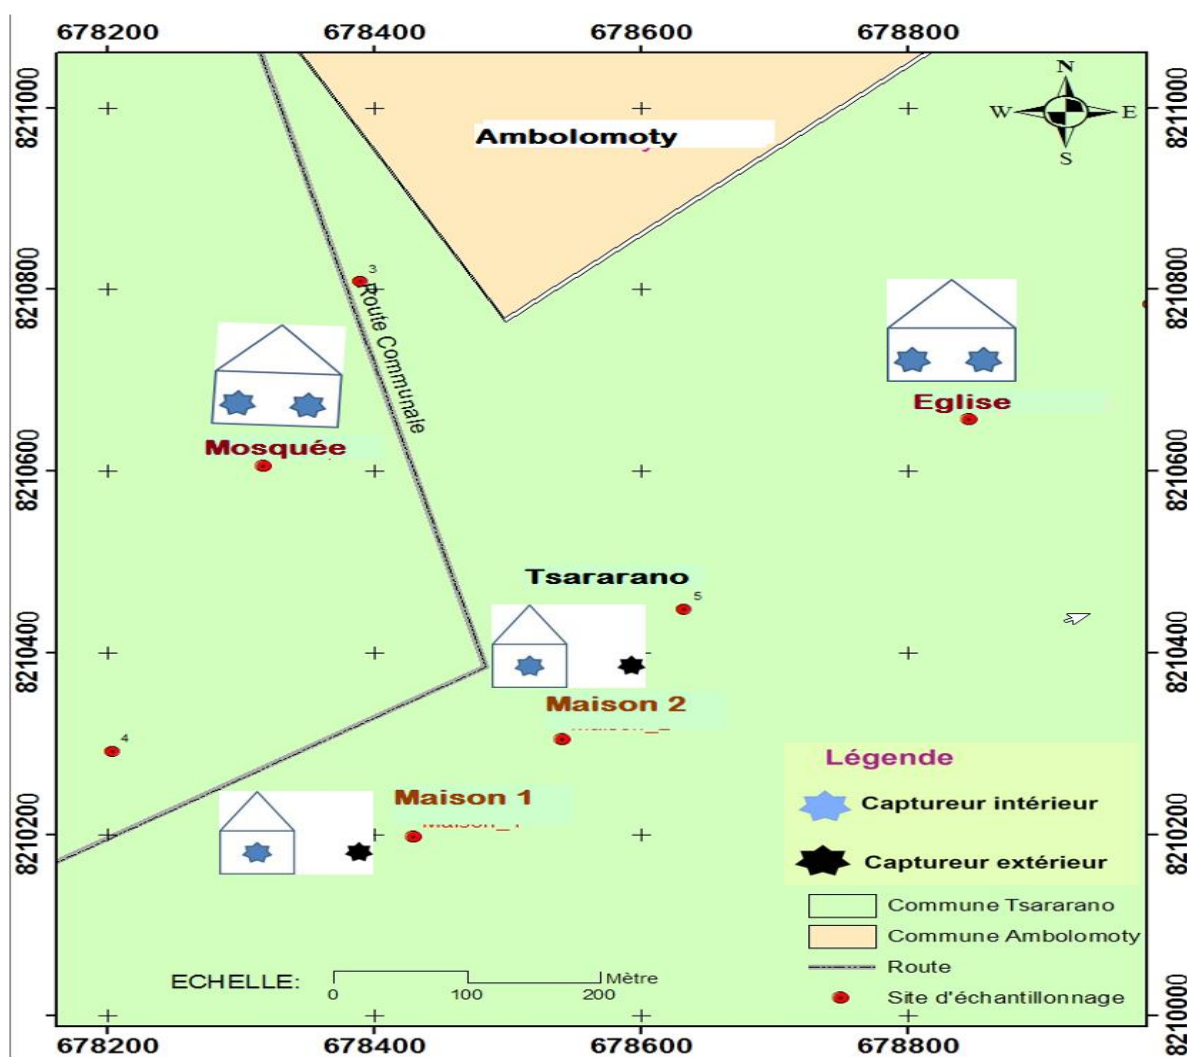 678200 678400 678600 678800
N
W E
S
8211000 8211000
Ambolomoty
3
8210800 8210800
Route Communale
Eglise
Mosquée
8210600 8210600
Tsararano
5
8210400 8210400
Maison 2
4
Légende
Maison 1
Captureur intérieur
Maison_1
8210200 8210200
Captureur extérieur
Commune Tsararano
Commune Ambolomoty
Route
ECHELLE: Mètre
0 100 200
Site d'échantillonnage
8210000 8210000
678200 678400 678600 678800